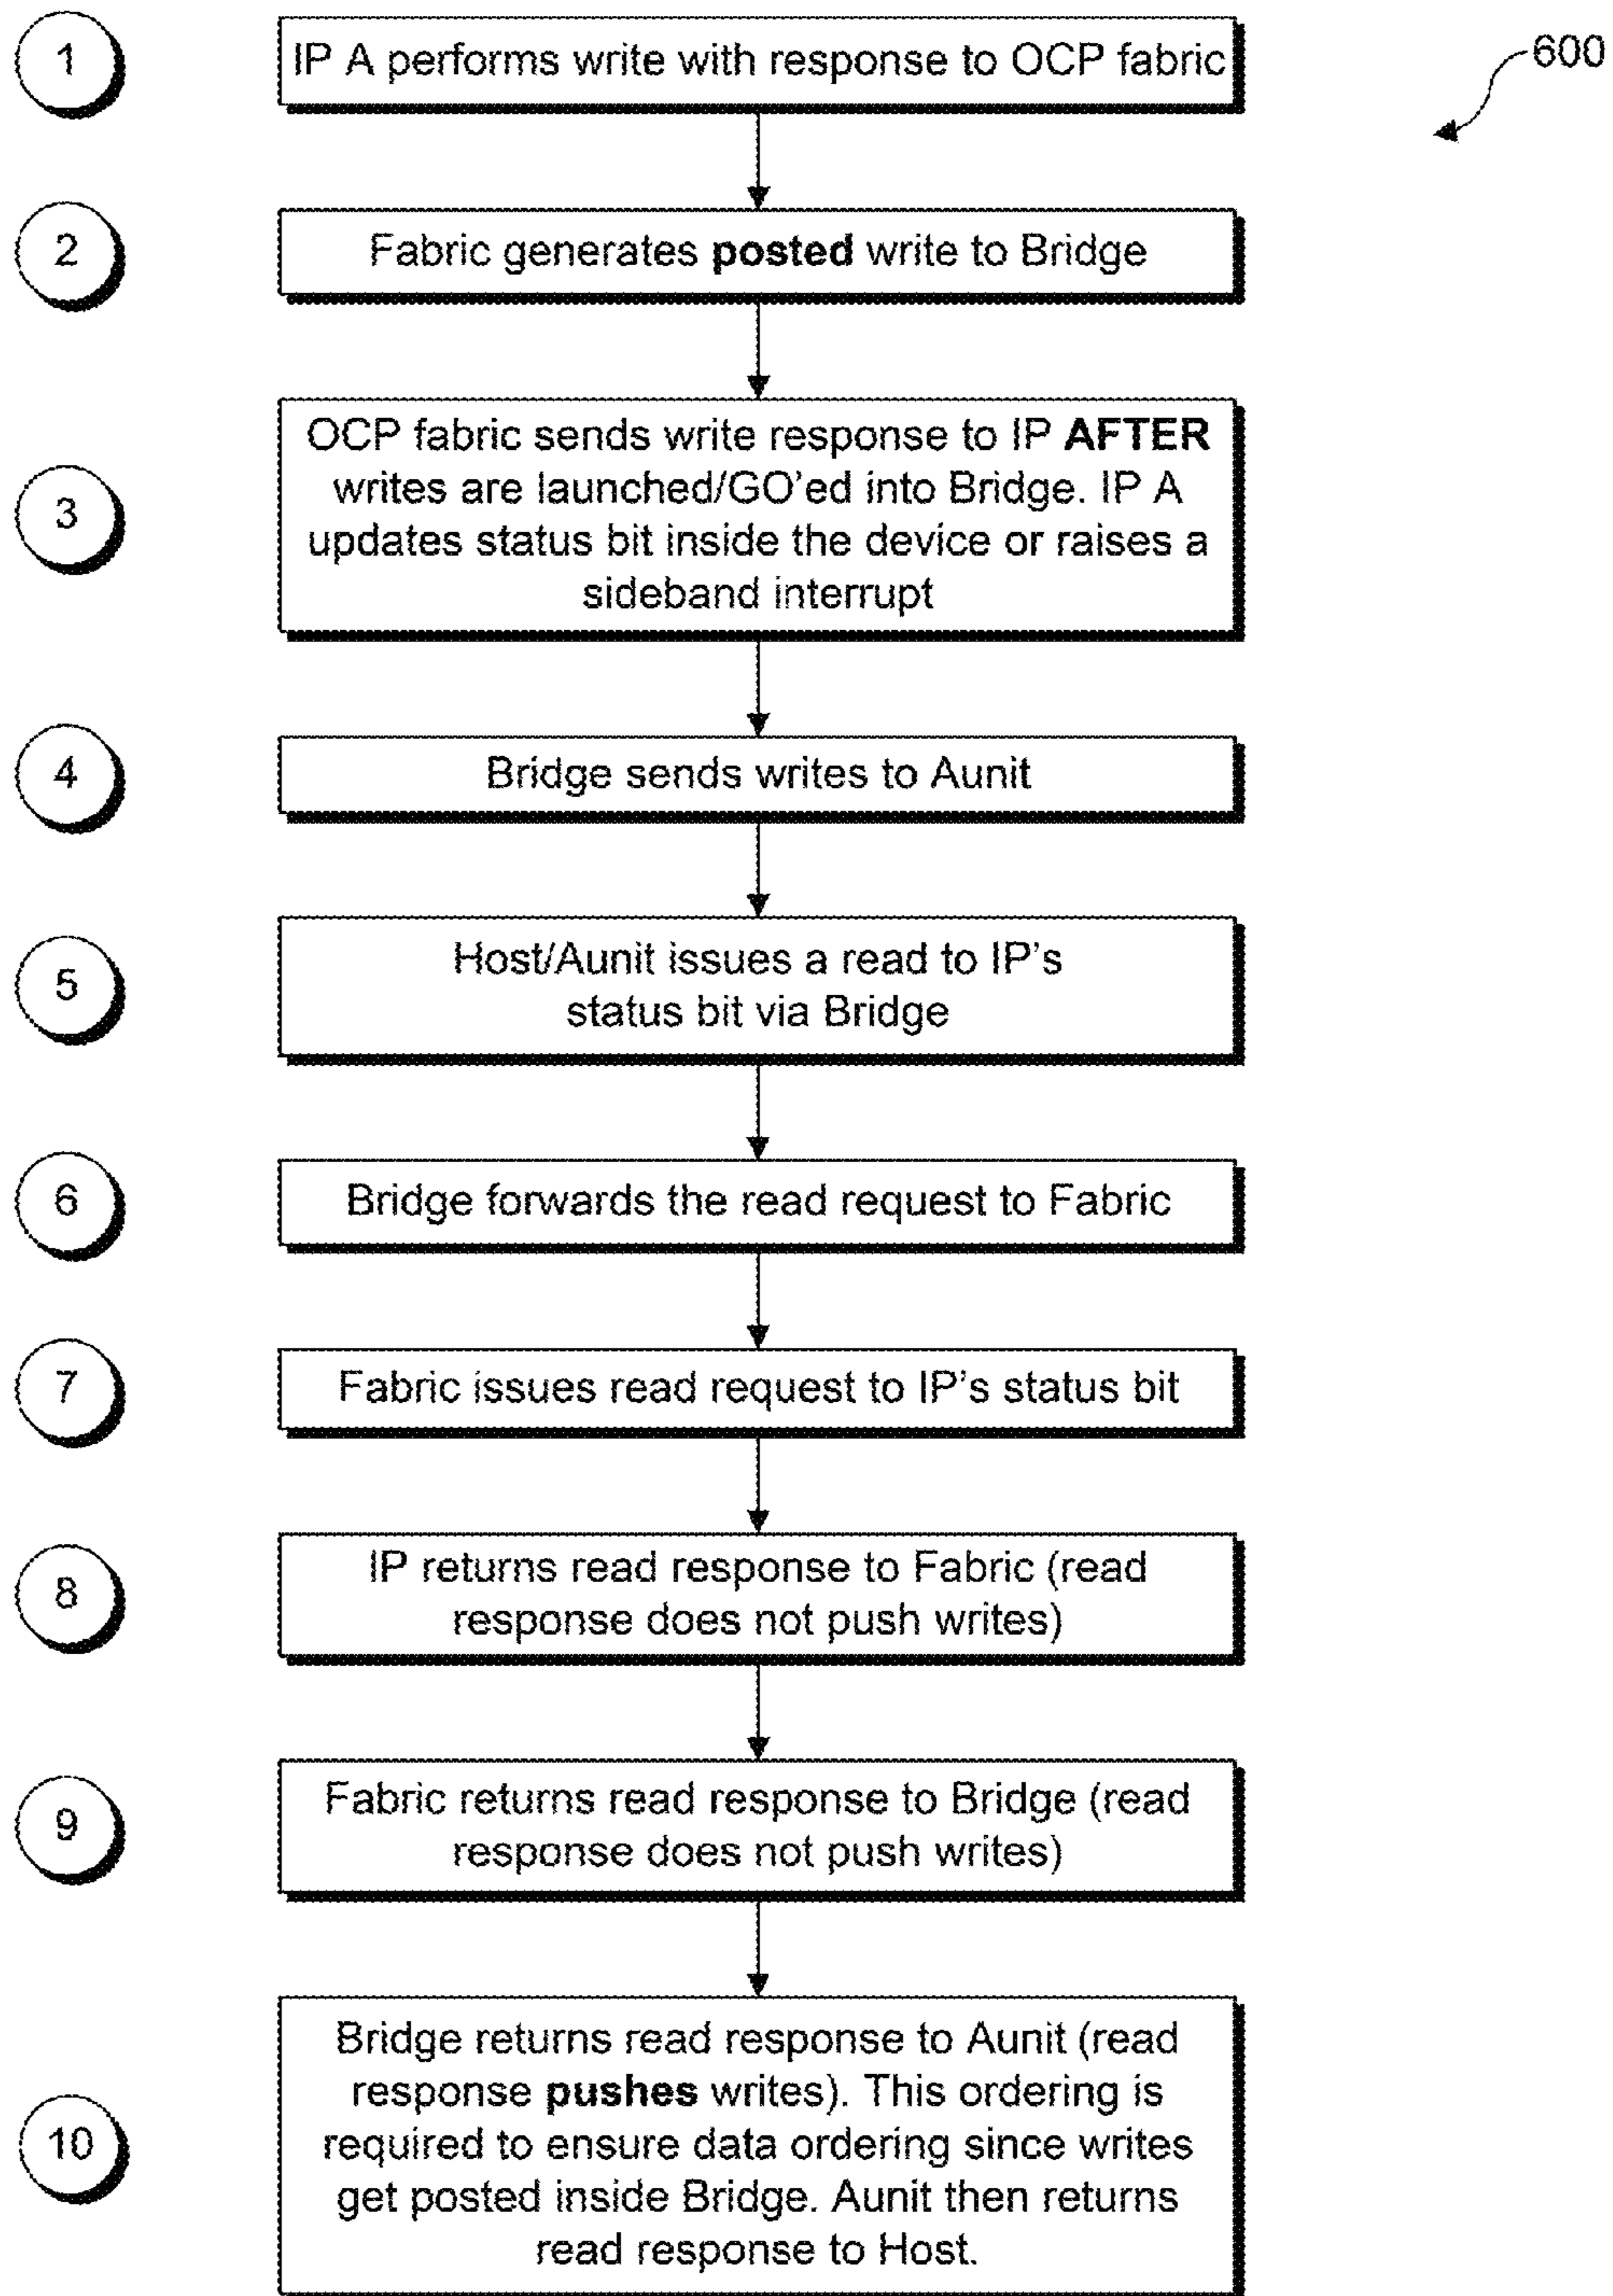 1
IP A performs write with response to OCP fabric
600
2
Fabric generates posted write to Bridge
3
OCP fabric sends write response to IP AFTER
writes are launched/GO'ed into Bridge. IP A
updates status bit inside the device or raises a
sideband interrupt
4
Bridge sends writes to Aunit
5
Host/Aunit issues a read to IP's
status bit via Bridge
6
Bridge forwards the read request to Fabric
7
Fabric issues read request to IP's status bit
8
IP returns read response to Fabric (read
response does not push writes)
9
Fabric returns read response to Bridge (read
response does not push writes)
10
Bridge returns read response to Aunit (read
response pushes writes). This ordering is
required to ensure data ordering since writes
get posted inside Bridge. Aunit then returns
read response to Host.